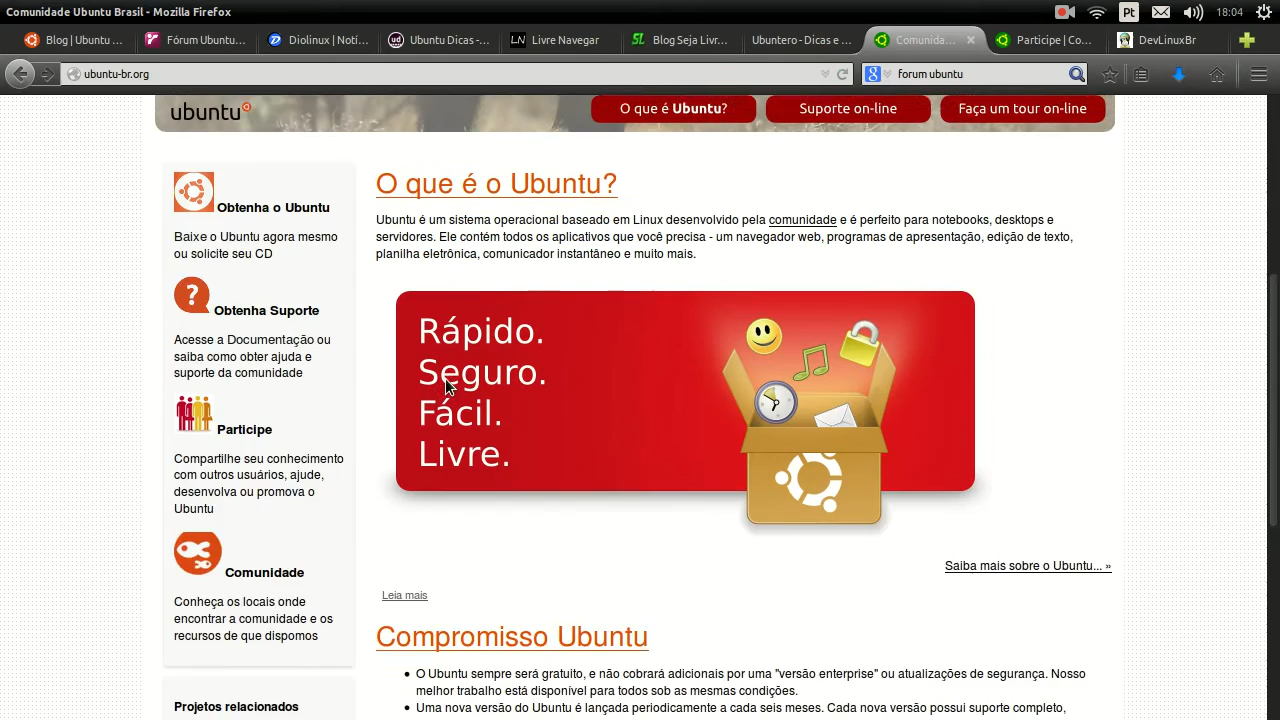 Comunidade Ubuntu Brasil - Mozilla Firefox
Pt
18:04
Blog | Ubuntu ...
Fórum Ubuntu...
Diolinux | Noti...
Ubuntu Dicas -...
Livre Navegar
Blog Seja Livr...
Ubuntero - Dicas e ...
Comunida...
Participe | Co...
DevLinuxBr
ubuntu-br.org
forum ubuntu
ubuntu
O que é Ubuntu?
Suporte on-line
Faça um tour on-line
Obtenha o Ubuntu
Baixe o Ubuntu agora mesmo
ou solicite seu CD
Obtenha Suporte
Acesse a Documentação ou
saiba como obter ajuda e
suporte da comunidade
Participe
Compartilhe seu conhecimento
com outros usuários, ajude,
desenvolva ou promova o
Ubuntu
Comunidade
Conheça os locais onde
encontrar a comunidade e os
recursos de que dispomos
Projetos relacionados
O que é o Ubuntu?
Ubuntu é um sistema operacional baseado em Linux desenvolvido pela comunidade e é perfeito para notebooks, desktops e
servidores. Ele contém todos os aplicativos que você precisa - um navegador web, programas de apresentação, edição de texto,
planilha eletrônica, comunicador instantâneo e muito mais.
Rápido.
Seguro.
Fácil.
Livre.
Saiba mais sobre o Ubuntu... »
Leia mais
Compromisso Ubuntu
• O Ubuntu sempre será gratuito, e não cobrará adicionais por uma "versão enterprise" ou atualizações de segurança. Nosso
melhor trabalho está disponível para todos sob as mesmas condições.
• Uma nova versão do Ubuntu é lançada periodicamente a cada seis meses. Cada nova versão possui suporte completo,